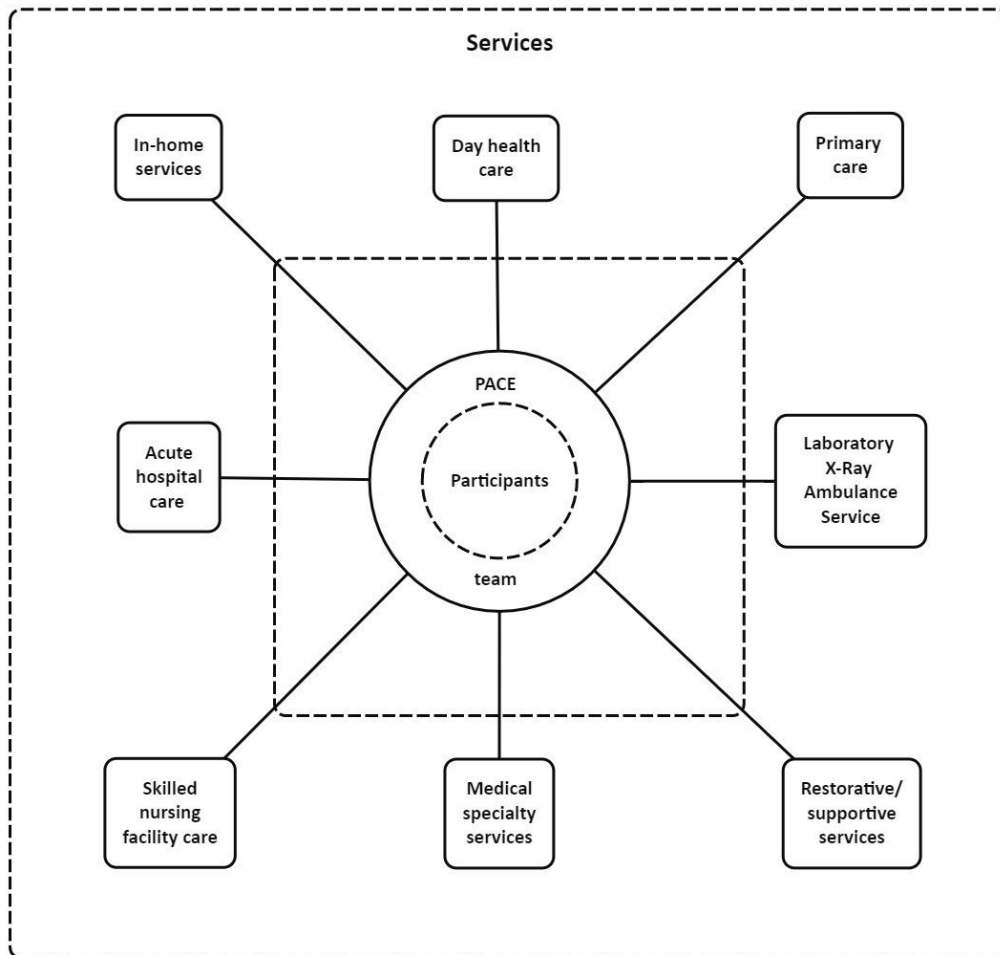 Services
In-home
services
Day health
care
Primary
care
PACE
Participants
team
Acute
hospital
care
Laboratory
X-Ray
Ambulance
Service
Skilled
nursing
facility care
Medical
specialty
services
Restorative/
supportive
services